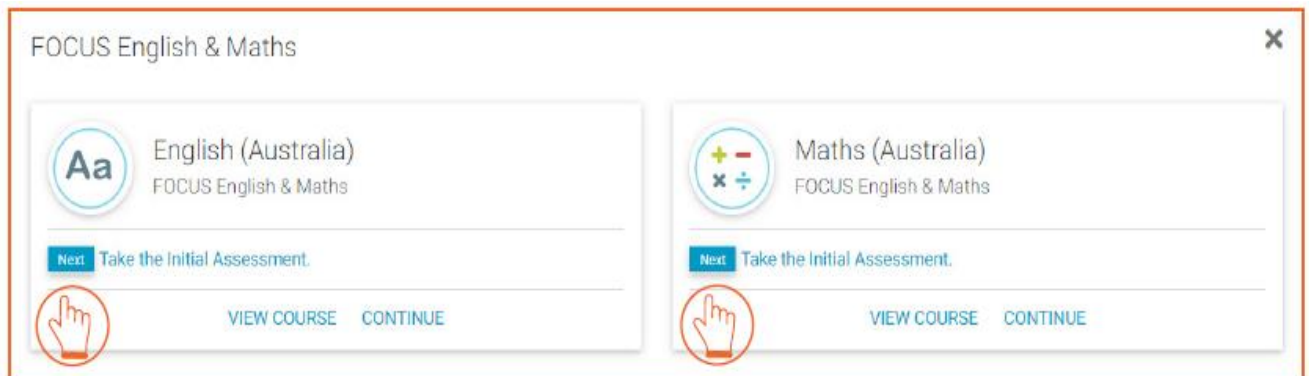 FOCUS English & Maths
Aa
English (Australia)
FOCUS English & Maths
Next Take the Initial Assessment.
VIEW COURSE CONTINUE
Maths (Australia)
FOCUS English & Maths
Next Take the Initial Assessment.
VIEW COURSE CONTINUE